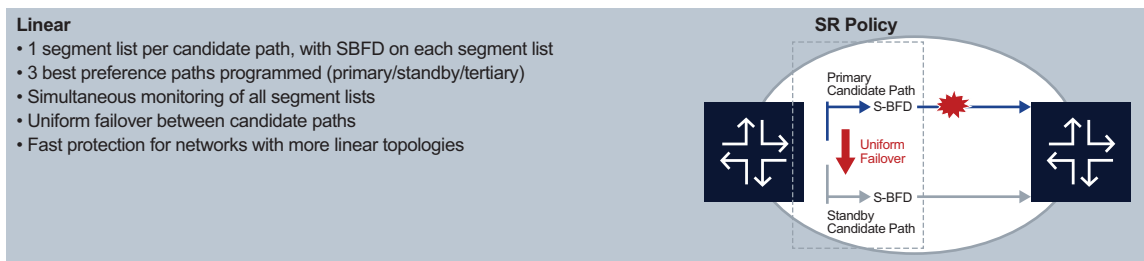 Linear
• 1 segment list per candidate path, with SBFD on each segment list
• 3 best preference paths programmed (primary/standby/tertiary)
• Simultaneous monitoring of all segment lists
• Uniform failover between candidate paths
• Fast protection for networks with more linear topologies
SR Policy
Primary
Candidate Path
S-BFD
Uniform
Failover
S-BFD
Standby
Candidate Path